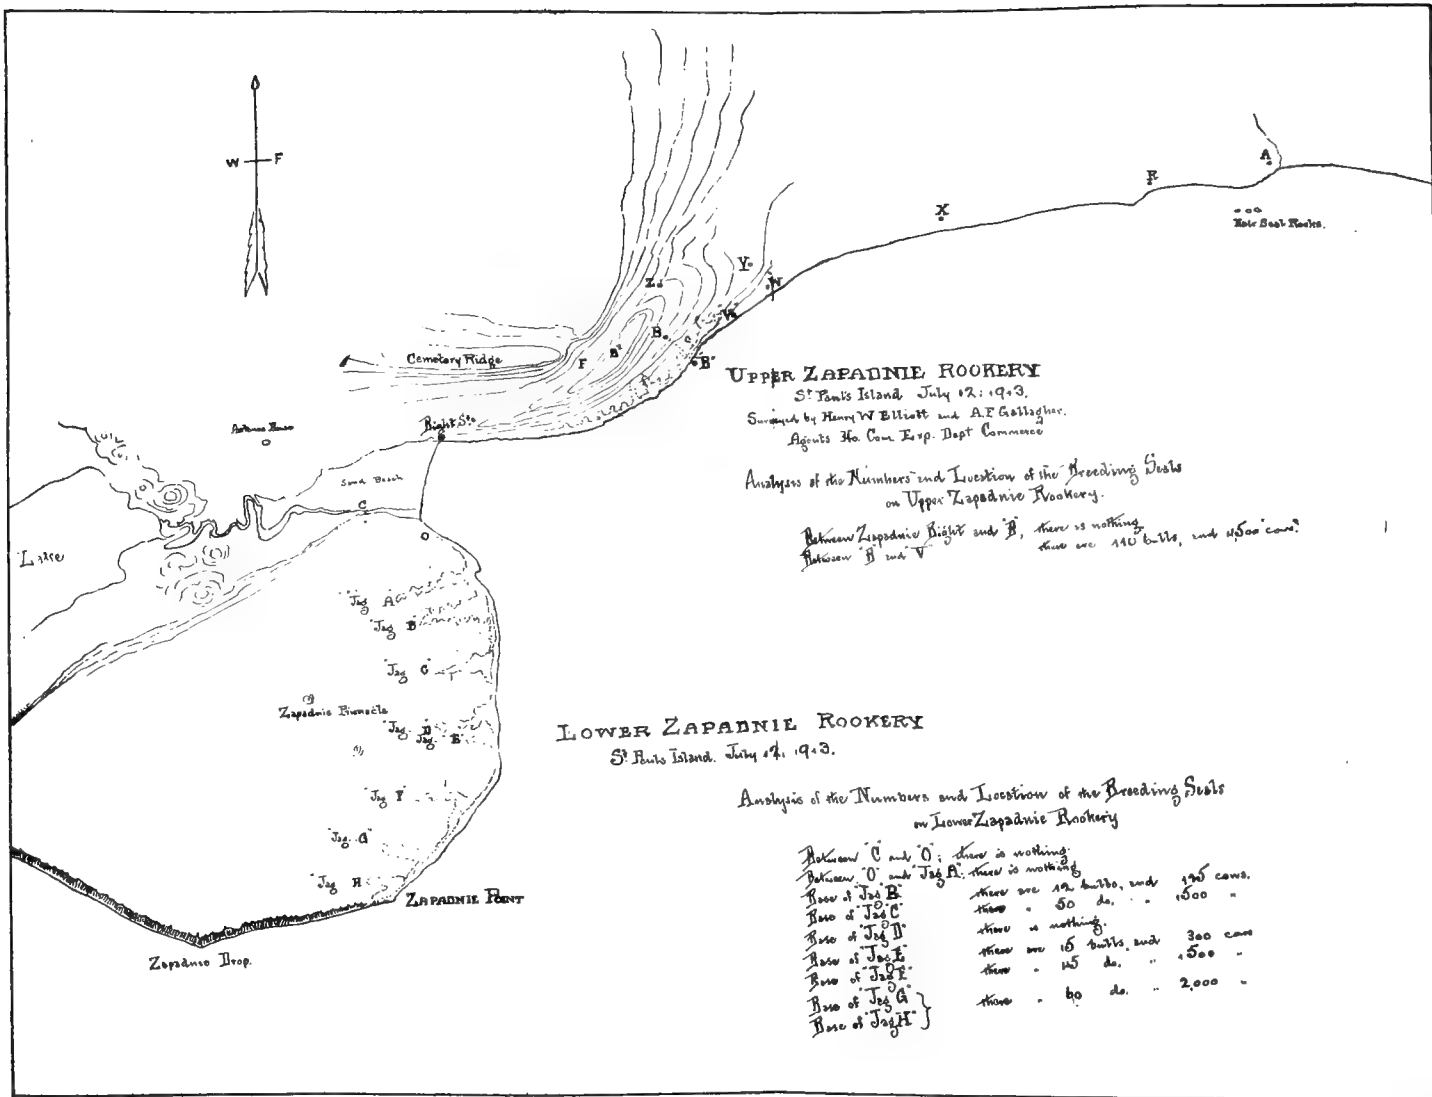 W F
A
R
X
Hair Seal Rocks.
Y
Z
W
"V"
B
B²
F
"B"
Cemetery Ridge
UPPER ZAPADNIE ROOKERY
St Paul's Island July 12: 1913.
Surveyed by Henry W Elliott and A.F. Gallagher.
Agents Ho. Com. Exp. Dept Commerce
Bight Sta
Sand Beach
C
Lake
O
Analysis of the Numbers and Location of the Breeding Seals
on Upper Zapadnie Rookery.
Between Zapadnie Bight and "B", there is nothing
Between "B" and "V" there are 110 bulls, and 4,500 "cows"
"Jag A"
"Jag B"
"Jag C"
Zapadnie Pinnacle
"Jag D"
"Jag E"
"Jag F"
"Jag G"
"Jag H"
ZAPADNIE POINT
Zapadnie Drop.
LOWER ZAPADNIE ROOKERY
St Pauls Island. July 12, 1913.
Analysis of the Numbers and Location of the Breeding Seals
on Lower Zapadnie Rookery
Between "C" and "O"; there is nothing.
Between "O" and "Jag A"; there is nothing
Base of "Jag B" there are 12 bulls, and cows.
Base of "Jag C" there " 50 do. " " 1500 "
Base of "Jag D" there is nothing.
Base of "Jag E" there are 15 bulls, and 300 cows
Base of "Jag F" there " 45 do. " 1,500 "
Base of "Jag G" } there " 60 do. " 2,000 "
Base of "Jag H" }